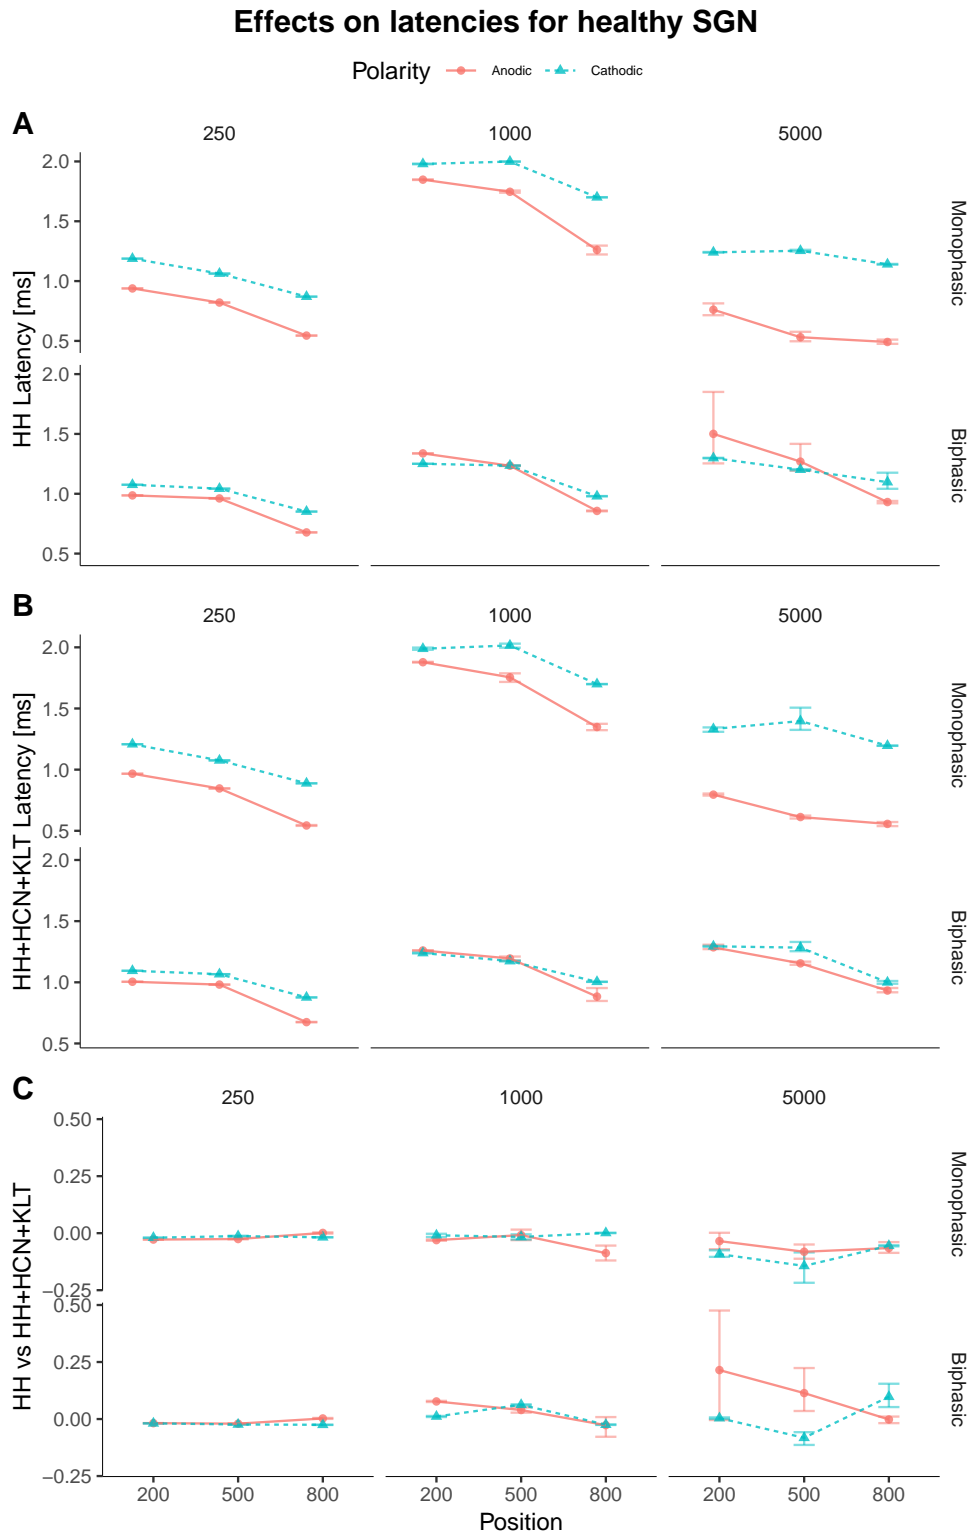 Effects on latencies for healthy SGN
Polarity Anodic Cathodic
A
250 1000 5000
HH Latency [ms]
2.0
1.5
1.0
0.5
Monophasic
2.0
1.5
1.0
0.5
Biphasic
B
250 1000 5000
HH+HCN+KLT Latency [ms]
2.0
1.5
1.0
0.5
Monophasic
2.0
1.5
1.0
0.5
Biphasic
C
250 1000 5000
HH vs HH+HCN+KLT
0.50
0.25
0.00
−0.25
Monophasic
0.50
0.25
0.00
−0.25
Biphasic
200 500 800 200 500 800 200 500 800
Position